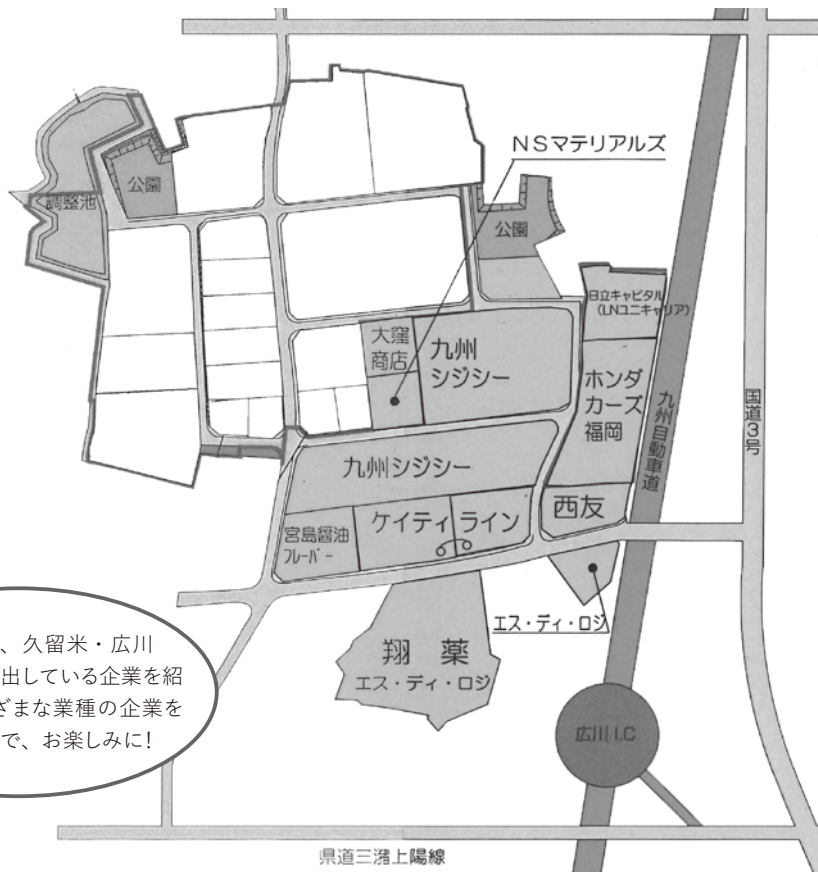 NSマテリアルズ
公園
調整池
公園
日立キャピタル
(LNユニキャリア)
大窪
商店
九州
シジシー
ホンダ
カーズ
福岡
九州自動車道
国道3号
九州シジシー
西友
宮島醤油
フレーバー
ケイティ
ライン
エス・ディ・ロジ
、久留米・広川
出している企業を紹
ざまな業種の企業を
で、お楽しみに!
翔薬
エス・ディ・ロジ
広川I.C
県道三潴上陽線